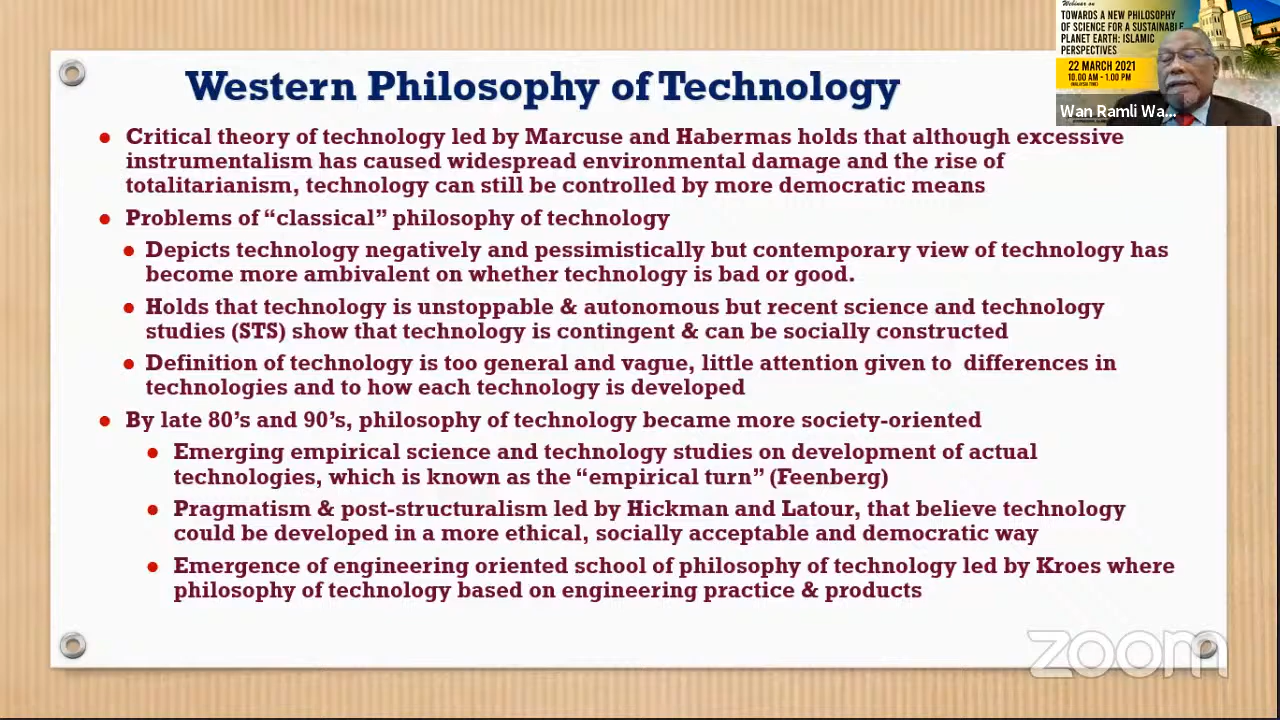 Western Philosophy of Technology
• Critical theory of technology led by Marcuse and Habermas holds that although excessive
instrumentalism has caused widespread environmental damage and the rise of
totalitarianism, technology can still be controlled by more democratic means
• Problems of “classical” philosophy of technology
• Depicts technology negatively and pessimistically but contemporary view of technology has
become more ambivalent on whether technology is bad or good.
• Holds that technology is unstoppable & autonomous but recent science and technology
studies (STS) show that technology is contingent & can be socially constructed
• Definition of technology is too general and vague, little attention given to differences in
technologies and to how each technology is developed
• By late 80’s and 90’s, philosophy of technology became more society-oriented
• Emerging empirical science and technology studies on development of actual
technologies, which is known as the “empirical turn” (Feenberg)
• Pragmatism & post-structuralism led by Hickman and Latour, that believe technology
could be developed in a more ethical, socially acceptable and democratic way
• Emergence of engineering oriented school of philosophy of technology led by Kroes where
philosophy of technology based on engineering practice & products
Webinar on
TOWARDS A NEW PHILOSOPHY
OF SCIENCE FOR A SUSTAINABLE
PLANET EARTH: ISLAMIC
PERSPECTIVES
22 MARCH 2021
10.00 AM - 1.00 PM
(MALAYSIA TIME)
Wan Ramli Wa...
zoom